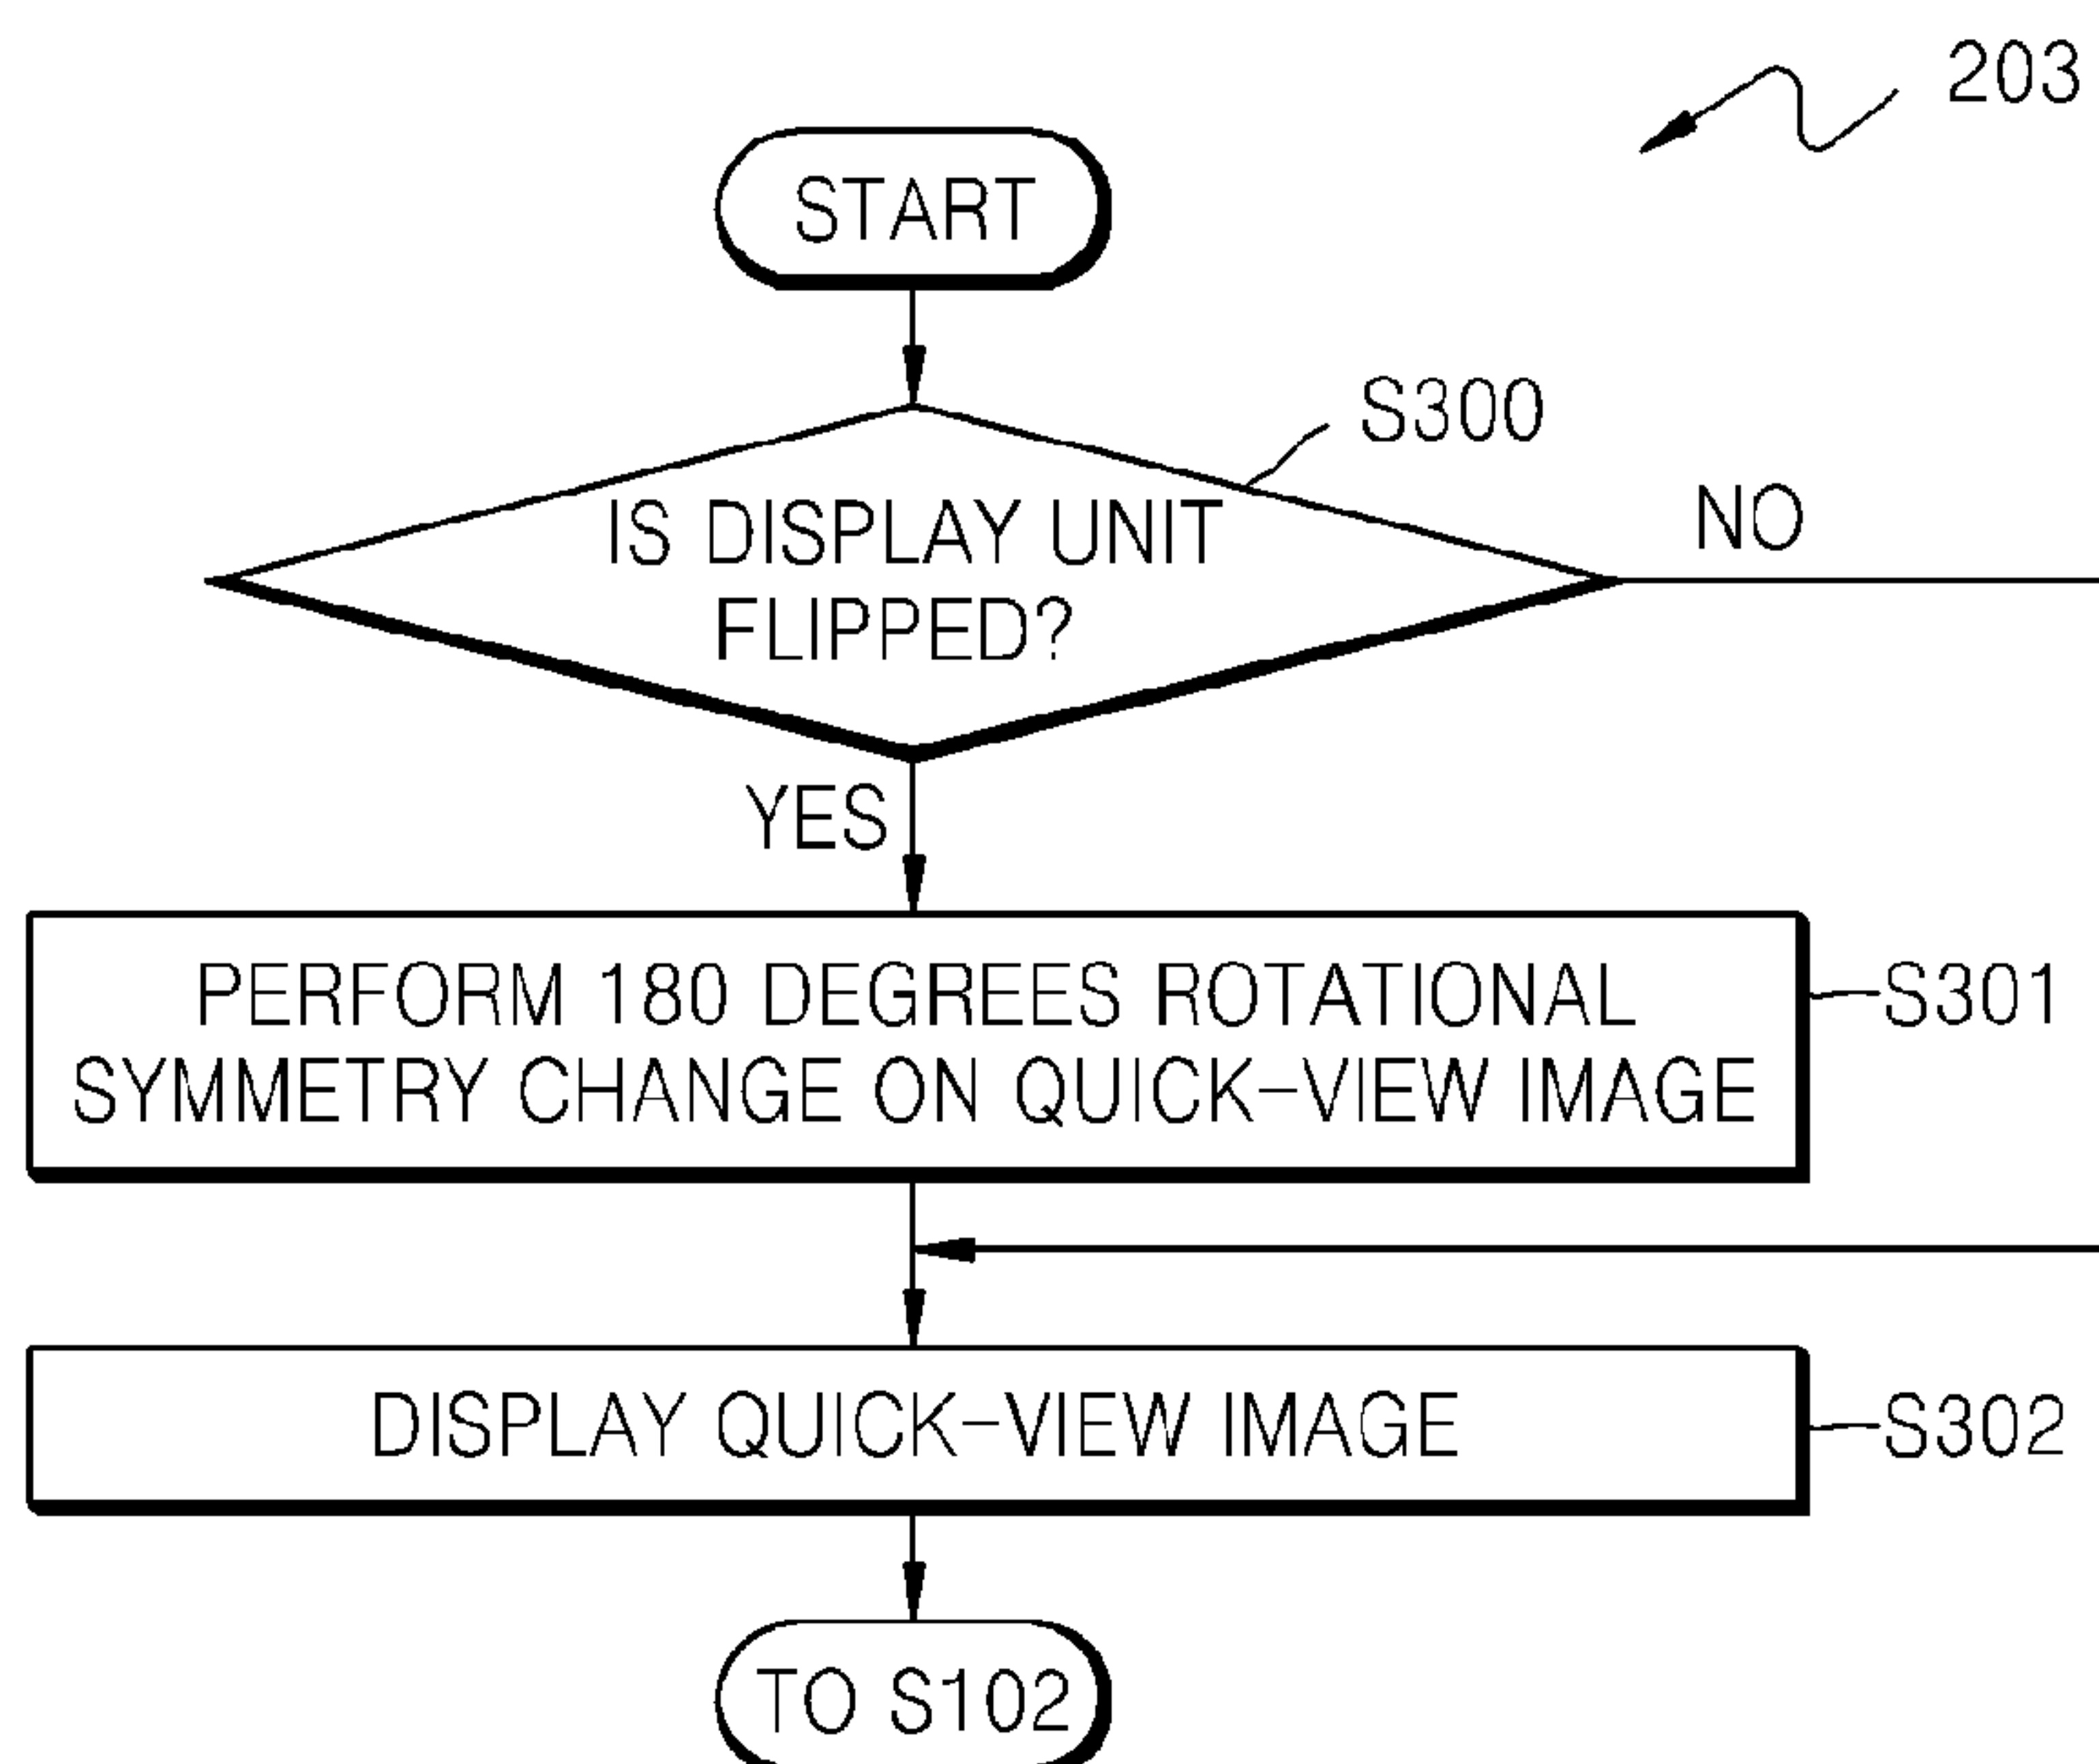 203
START
S300
IS DISPLAY UNIT
FLIPPED?
NO
YES
PERFORM 180 DEGREES ROTATIONAL
SYMMETRY CHANGE ON QUICK-VIEW IMAGE
S301
DISPLAY QUICK-VIEW IMAGE
S302
TO S102